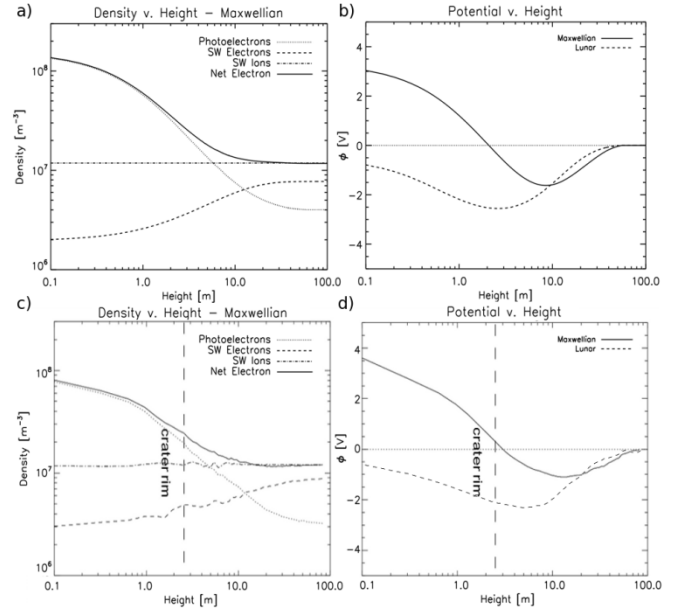 a)
Density v. Height - Maxwellian
Photoelectrons
SW Electrons
SW Ions
Net Electron
10⁸
10⁷
10⁶
Density [m⁻³]
0.1 1.0 10.0 100.0
Height [m]
b)
Potential v. Height
Maxwellian
Lunar
4
2
0
-2
-4
ϕ [V]
0.1 1.0 10.0 100.0
Height [m]
c)
Density v. Height - Maxwellian
Photoelectrons
SW Electrons
SW Ions
Net Electron
10⁸
10⁷
10⁶
Density [m⁻³]
crater rim
0.1 1.0 10.0 100.0
Height [m]
d)
Potential v. Height
Maxwellian
Lunar
4
2
0
-2
-4
ϕ [V]
crater rim
0.1 1.0 10.0 100.0
Height [m]